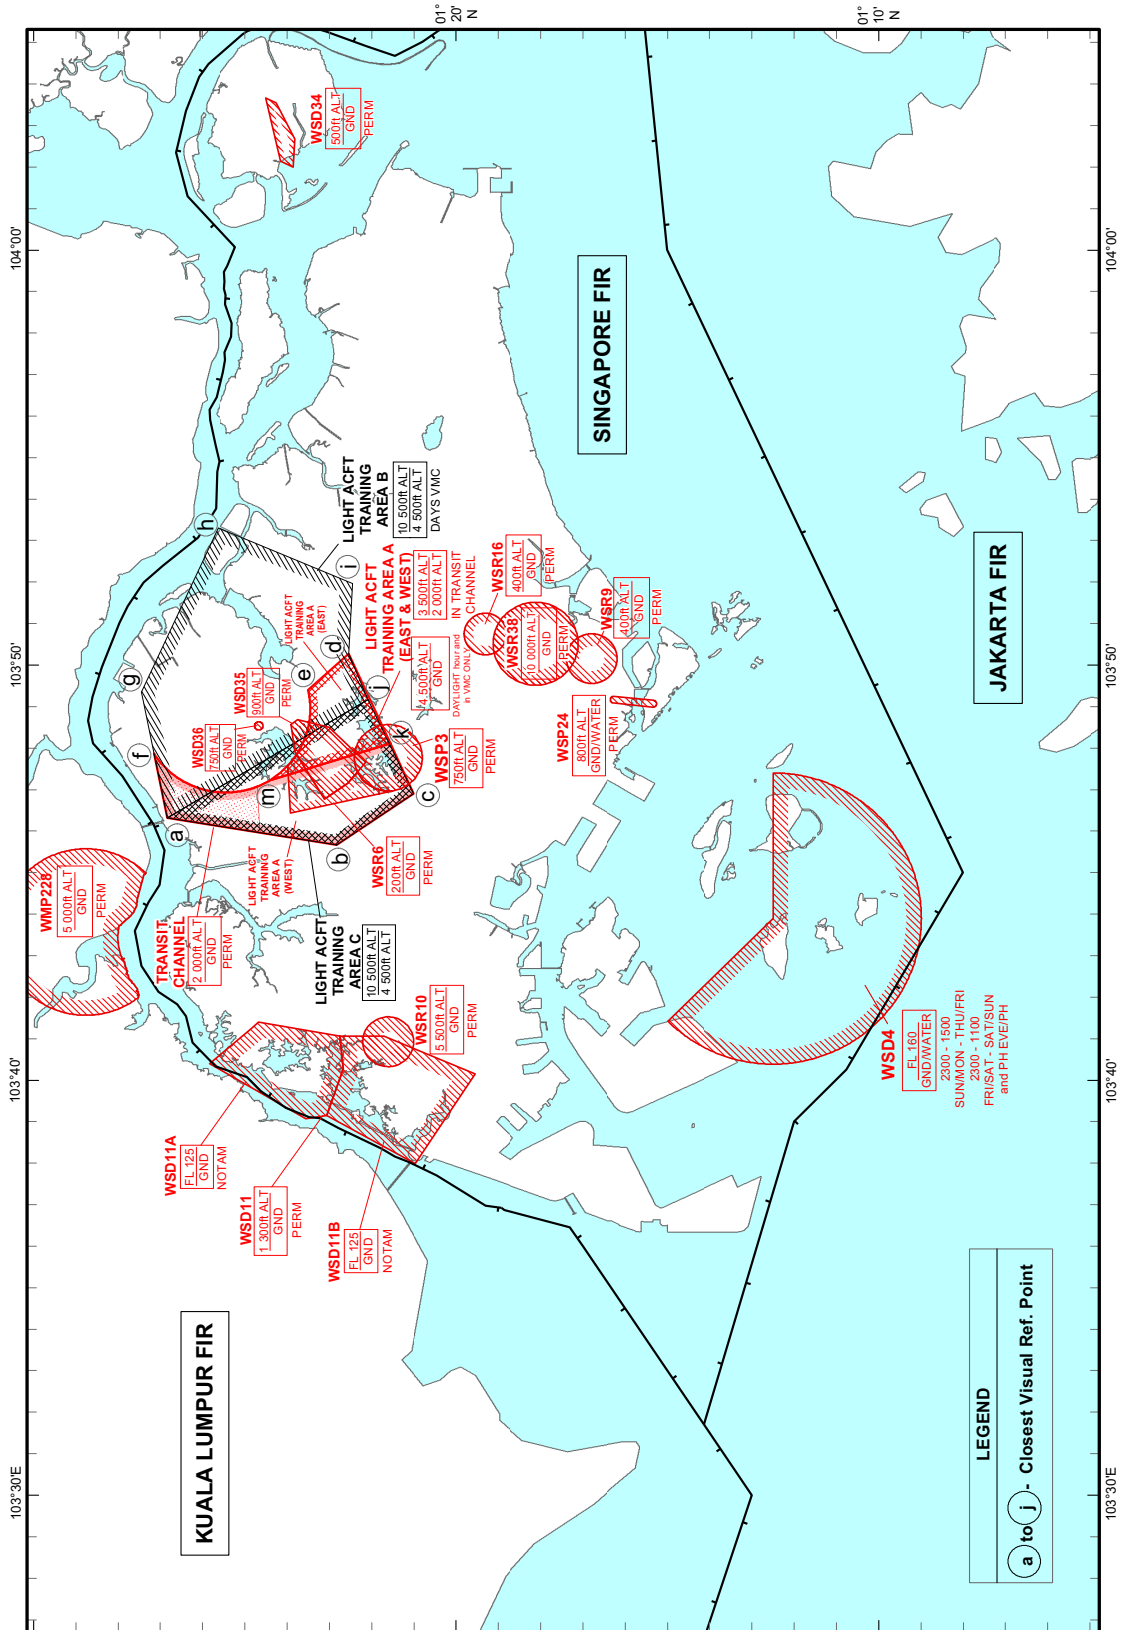 01°
20'
N
01°
10'
N
104°00'
103°50'
103°40'
103°30'E
104°00'
103°50'
103°40'
103°30'E
KUALA LUMPUR FIR
SINGAPORE FIR
JAKARTA FIR
WSD34
500ft ALT
GND
PERM
LIGHT ACFT
TRAINING
AREA B
10 500ft ALT
4 500ft ALT
DAYS VMC
LIGHT ACFT
TRAINING AREA A
(EAST & WEST)
3 500ft ALT
2 000ft ALT
IN TRANSIT
CHANNEL
4 500ft ALT
GND
DAYLIGHT hour and
in VMC ONLY
LIGHT ACFT
TRAINING
AREA A
(EAST)
WSD35
900ft ALT
GND
PERM
WSD36
750ft ALT
GND
PERM
WSR16
400ft ALT
GND
PERM
WSR38
10 000ft ALT
GND
PERM
WSR9
400ft ALT
GND
PERM
WSP24
800ft ALT
GND/WATER
PERM
WSP3
750ft ALT
GND
PERM
WSR6
200ft ALT
GND
PERM
LIGHT ACFT
TRAINING
AREA A
(WEST)
LIGHT ACFT
TRAINING
AREA C
10 500ft ALT
4 500ft ALT
WMP228
5 000ft ALT
GND
PERM
TRANSIT
CHANNEL
2 000ft ALT
GND
PERM
WSR10
5 500ft ALT
GND
PERM
WSD11A
FL 125
GND
NOTAM
WSD11
1 300ft ALT
GND
PERM
WSD11B
FL 125
GND
NOTAM
WSD4
FL 160
GND/WATER
2300 - 1500
SUN/MON - THU/FRI
2300 - 1100
FRI/SAT - SAT/SUN
and PH EVE/PH
a
b
c
d
e
f
g
h
i
j
k
m
LEGEND
a to j - Closest Visual Ref. Point